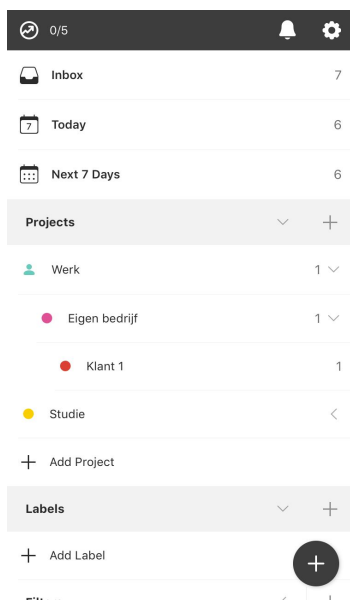 0/5
Inbox 7
7 Today 6
Next 7 Days 6
Projects
Werk 1
Eigen bedrijf 1
Klant 1 1
Studie
Add Project
Labels
Add Label